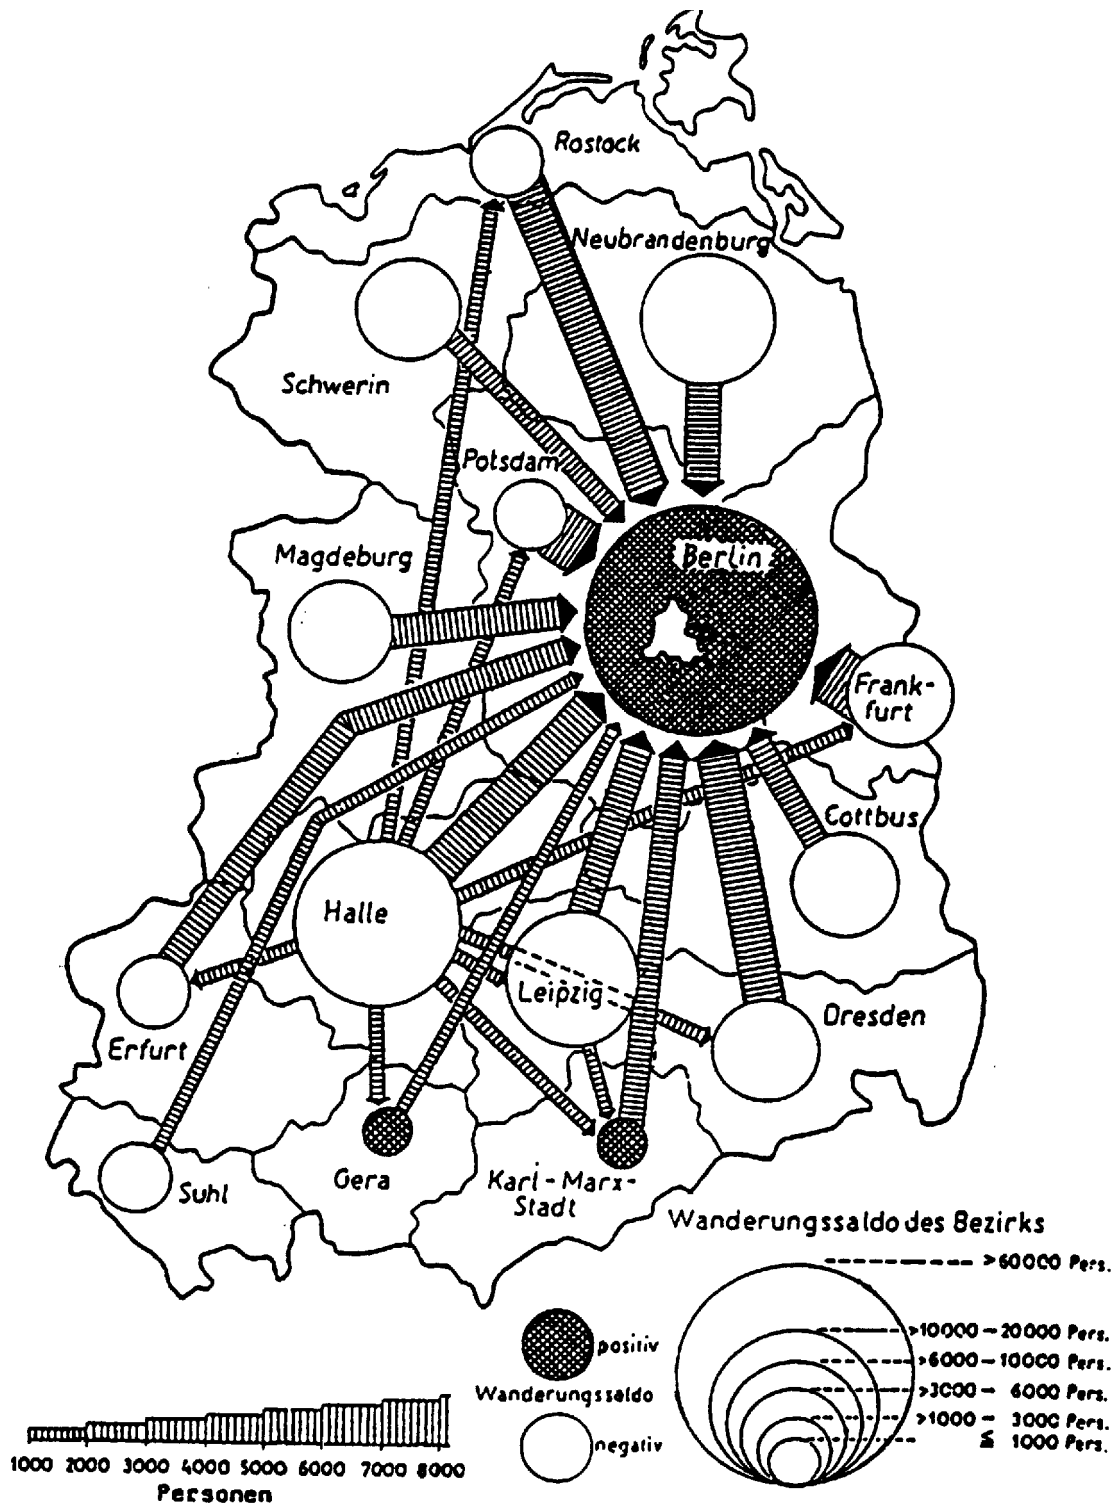 Rostock
Neubrandenburg
Schwerin
Potsdam
Magdeburg
Berlin
Frank-
furt
Cottbus
Halle
Leipzig
Dresden
Erfurt
Suhl
Gera
Karl-Marx-
Stadt
Wanderungssaldo des Bezirks
>60000 Pers.
>10000-20000 Pers.
>6000-10000 Pers.
>3000- 6000 Pers.
>1000- 3000 Pers.
≦ 1000 Pers.
positiv
Wanderungssaldo
negativ
1000 2000 3000 4000 5000 6000 7000 8000
Personen